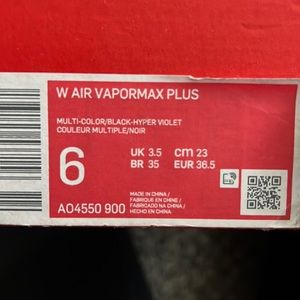 W AIR VAPORMAX PLUS
MULTI-COLOR/BLACK-HYPER VIOLET
COULEUR MULTIPLE/NOIR
6
UK 3.5 cm 23
BR 35 EUR 36.5
AO4550 900
MADE IN CHINA /
FABRIQUE EN CHINE /
FABRICADO NA CHINA /
HECHO EN CHINA